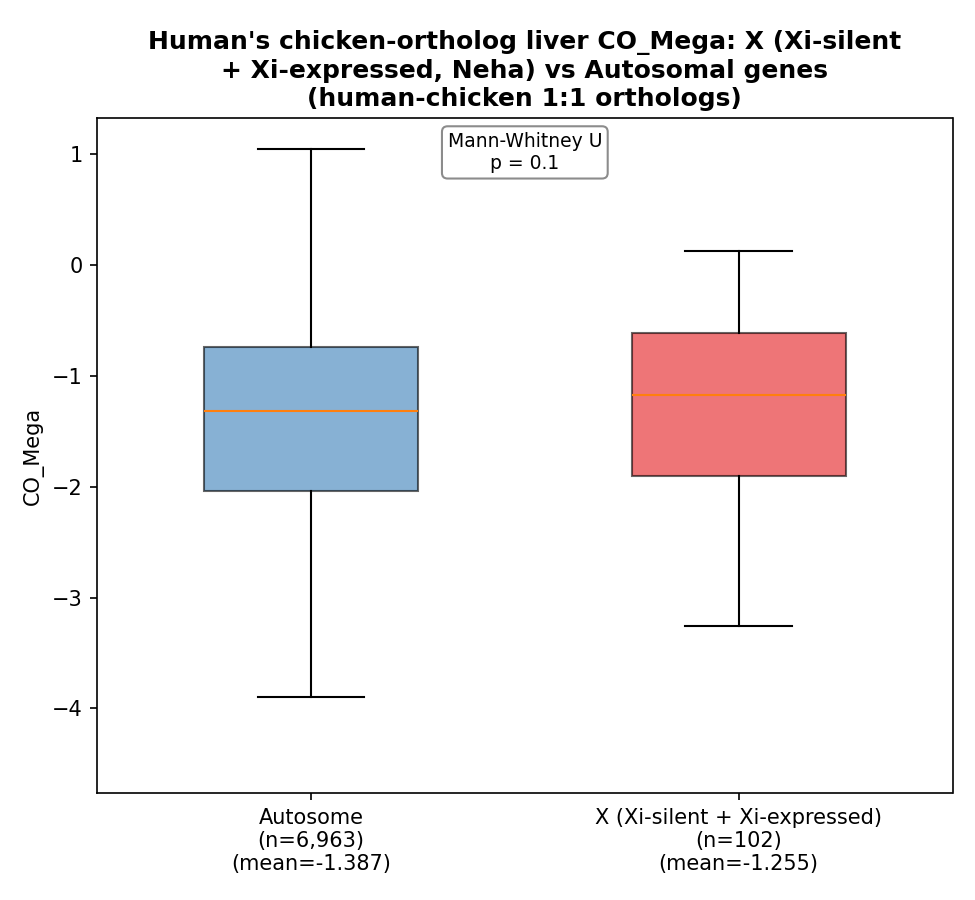 Human's chicken-ortholog liver CO_Mega: X (Xi-silent
+ Xi-expressed, Neha) vs Autosomal genes
(human-chicken 1:1 orthologs)
Mann-Whitney U
p = 0.1
1
0
−1
−2
−3
−4
CO_Mega
Autosome
(n=6,963)
(mean=-1.387)
X (Xi-silent + Xi-expressed)
(n=102)
(mean=-1.255)